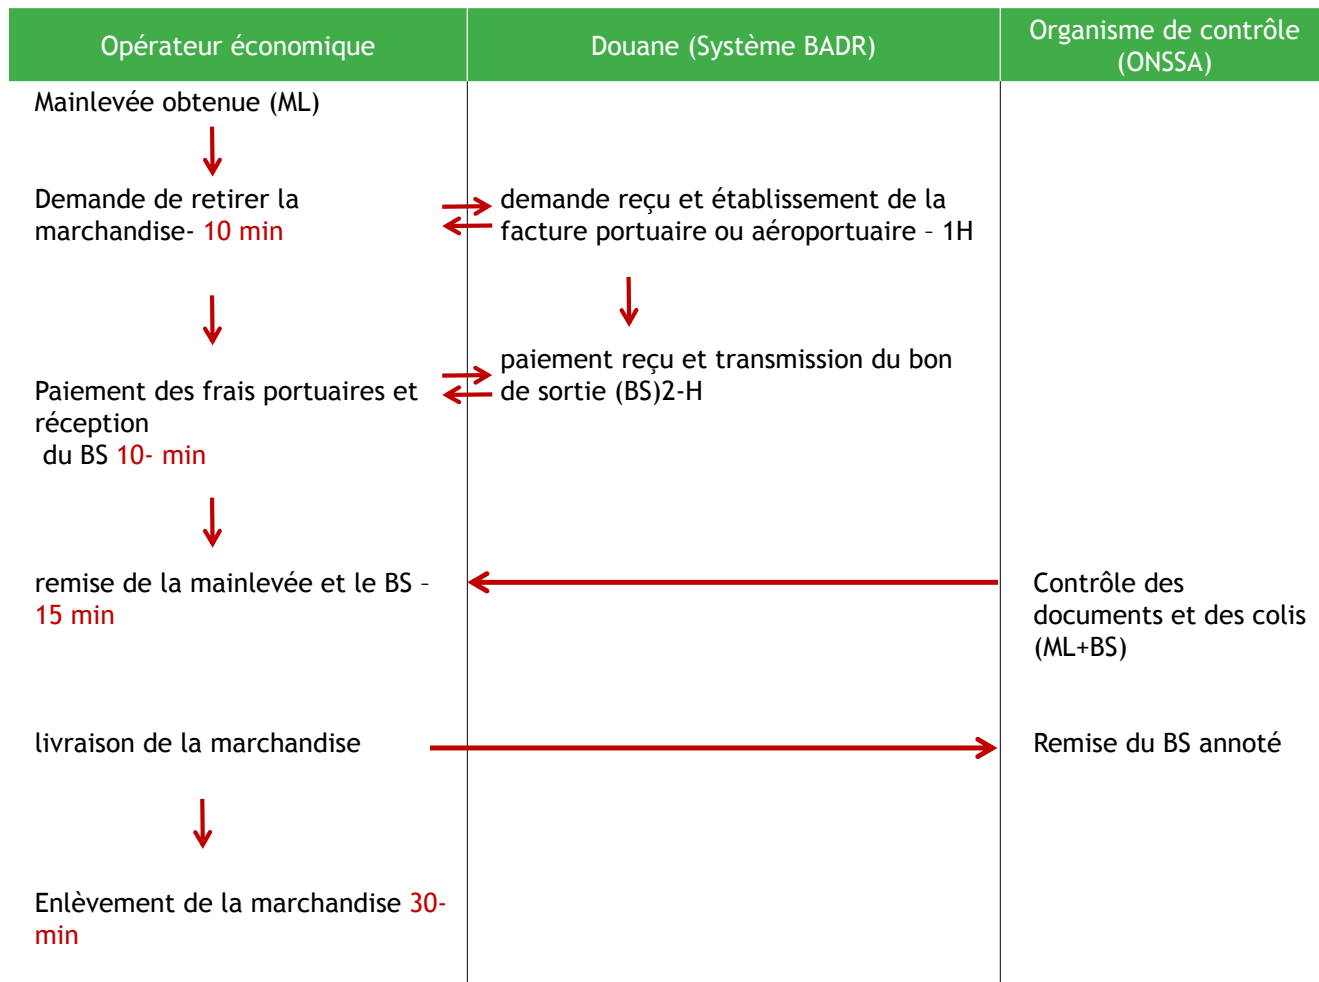 Opérateur économique
Douane (Système BADR)
Organisme de contrôle
(ONSSA)
Mainlevée obtenue (ML)
Demande de retirer la
marchandise- 10 min
demande reçu et établissement de la
facture portuaire ou aéroportuaire – 1H
paiement reçu et transmission du bon
de sortie (BS)2-H
Paiement des frais portuaires et
réception
du BS 10- min
remise de la mainlevée et le BS –
15 min
Contrôle des
documents et des colis
(ML+BS)
livraison de la marchandise
Remise du BS annoté
Enlèvement de la marchandise 30-
min